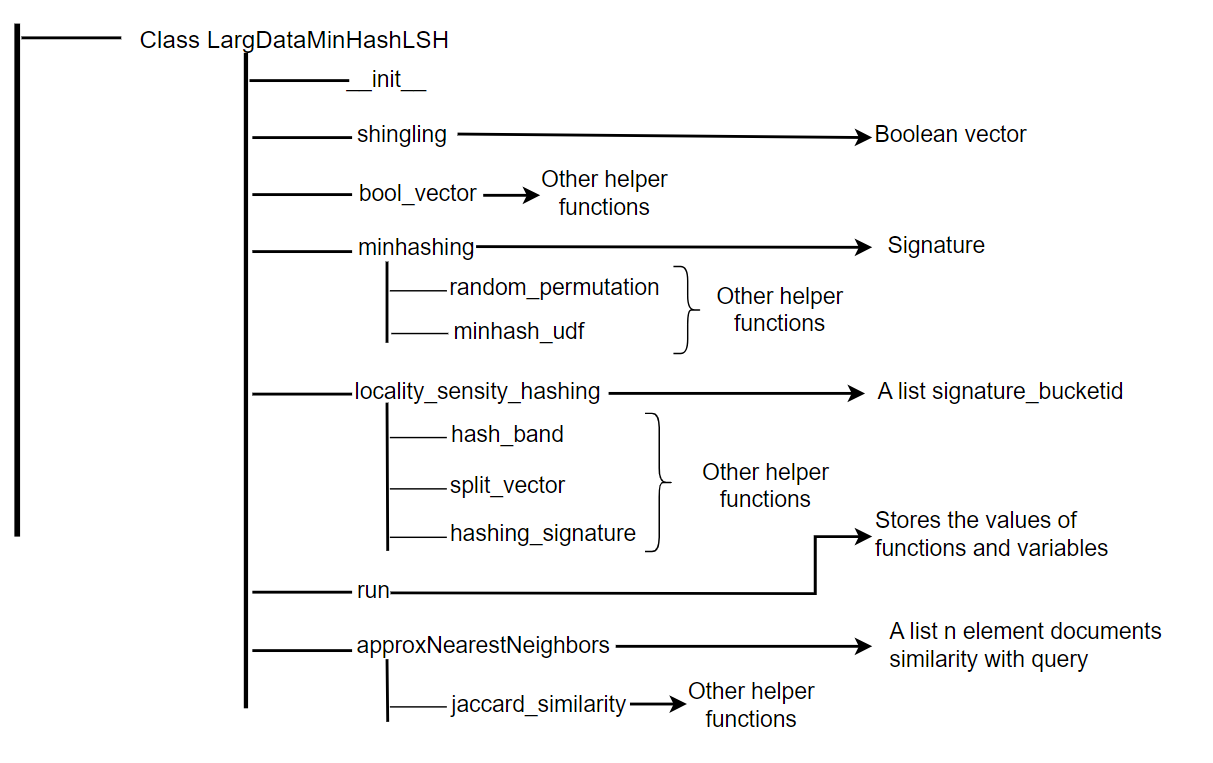 Class LargDataMinHashLSH
__init__
shingling
Boolean vector
bool_vector
Other helper
functions
minhashing
Signature
random_permutation
minhash_udf
Other helper
functions
locality_sensity_hashing
A list signature_bucketid
hash_band
split_vector
hashing_signature
Other helper
functions
run
Stores the values of
functions and variables
approxNearestNeighbors
A list n element documents
similarity with query
jaccard_similarity
Other helper
functions